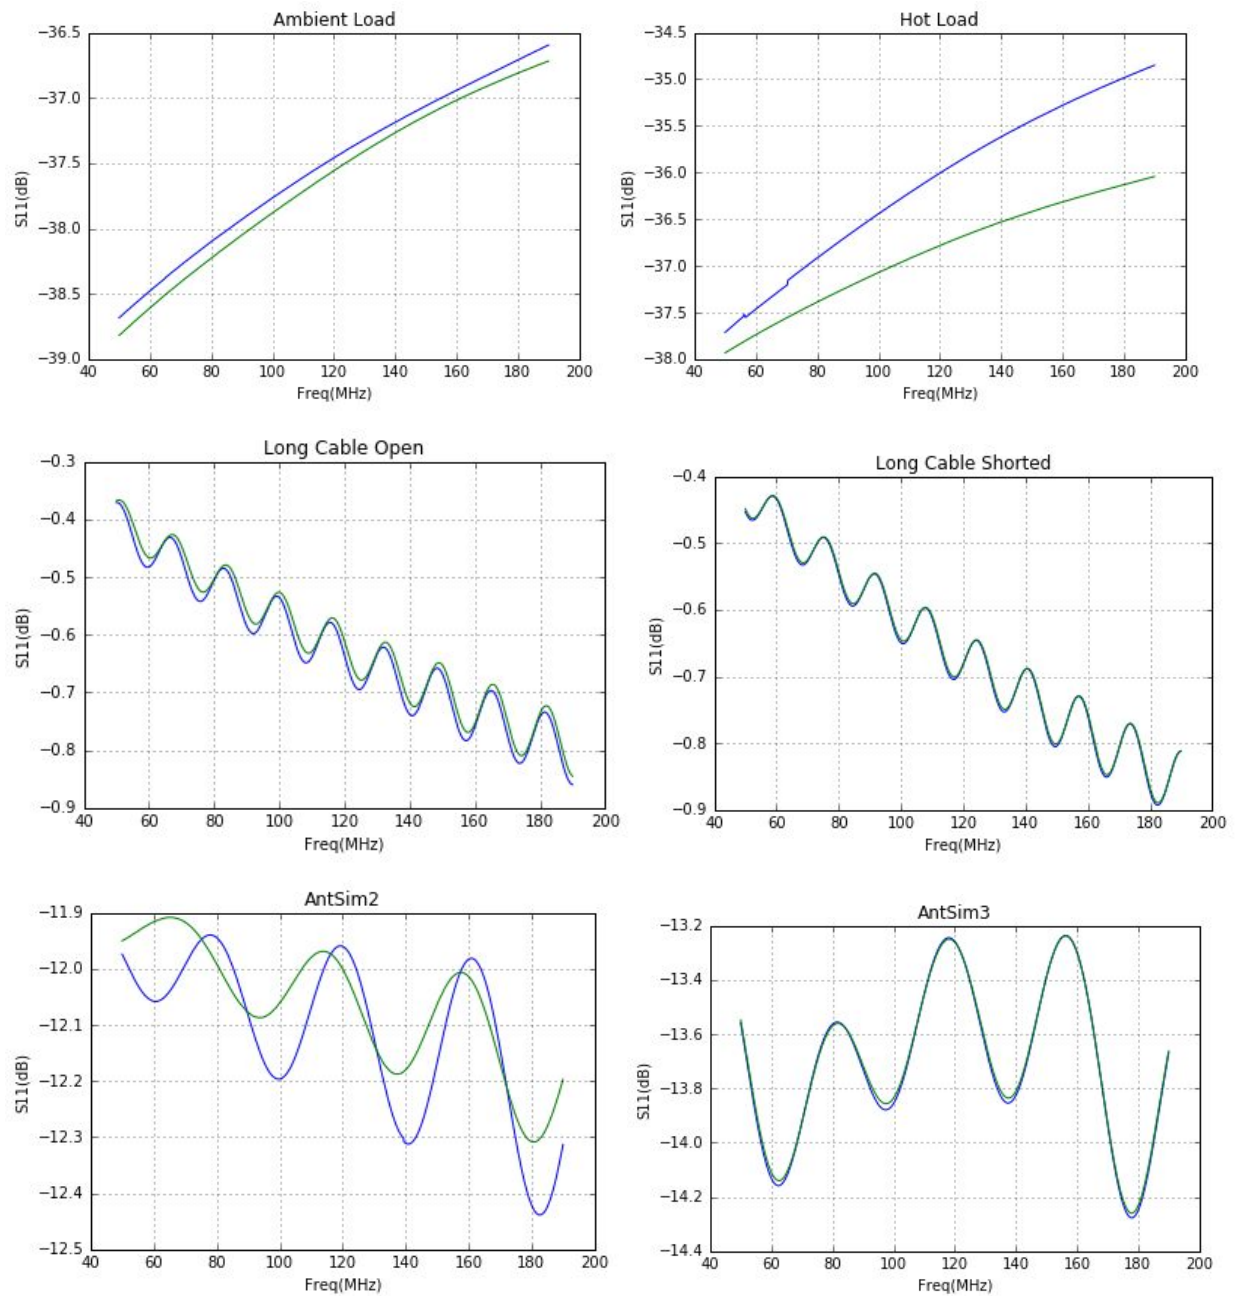 Ambient Load
−36.5
−37.0
−37.5
−38.0
−38.5
−39.0
S11(dB)
40 60 80 100 120 140 160 180 200
Freq(MHz)
Hot Load
−34.5
−35.0
−35.5
−36.0
−36.5
−37.0
−37.5
−38.0
S11(dB)
40 60 80 100 120 140 160 180 200
Freq(MHz)
Long Cable Open
−0.3
−0.4
−0.5
−0.6
−0.7
−0.8
−0.9
S11(dB)
40 60 80 100 120 140 160 180 200
Freq(MHz)
Long Cable Shorted
−0.4
−0.5
−0.6
−0.7
−0.8
−0.9
S11(dB)
40 60 80 100 120 140 160 180 200
Freq(MHz)
AntSim2
−11.9
−12.0
−12.1
−12.2
−12.3
−12.4
−12.5
S11(dB)
40 60 80 100 120 140 160 180 200
Freq(MHz)
AntSim3
−13.2
−13.4
−13.6
−13.8
−14.0
−14.2
−14.4
S11(dB)
40 60 80 100 120 140 160 180 200
Freq(MHz)